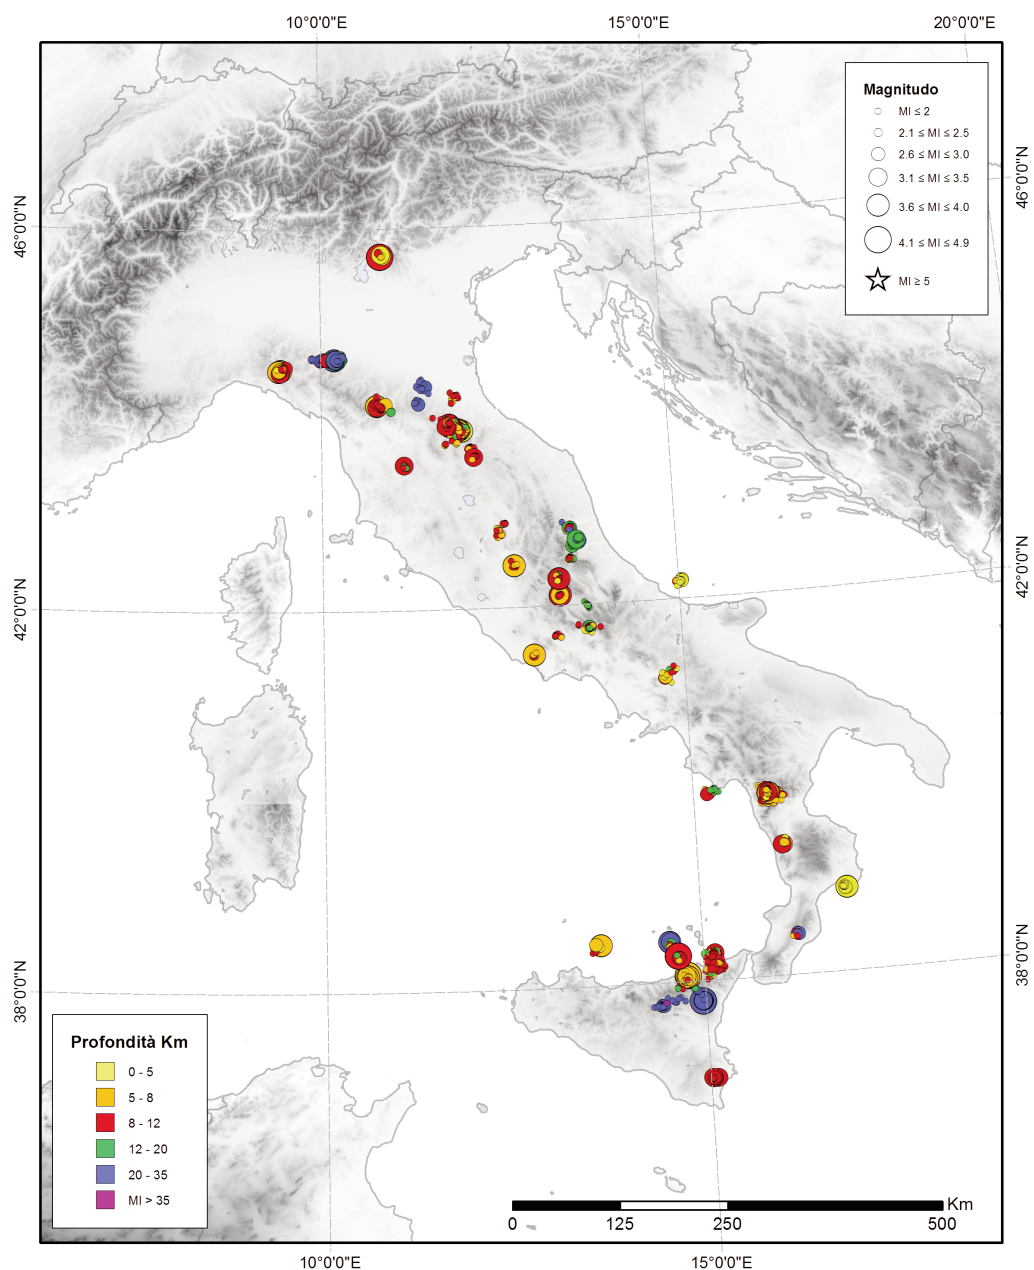 10°0'0"E 15°0'0"E 20°0'0"E
Magnitudo
Ml ≤ 2
2.1 ≤ Ml ≤ 2.5
2.6 ≤ Ml ≤ 3.0
3.1 ≤ Ml ≤ 3.5
3.6 ≤ Ml ≤ 4.0
4.1 ≤ Ml ≤ 4.9
Ml ≥ 5
46°0'0"N
46°0'0"N
42°0'0"N
42°0'0"N
38°0'0"N
38°0'0"N
Profondità Km
0 - 5
5 - 8
8 - 12
12 - 20
20 - 35
Ml > 35
Km
0 125 250 500
10°0'0"E 15°0'0"E